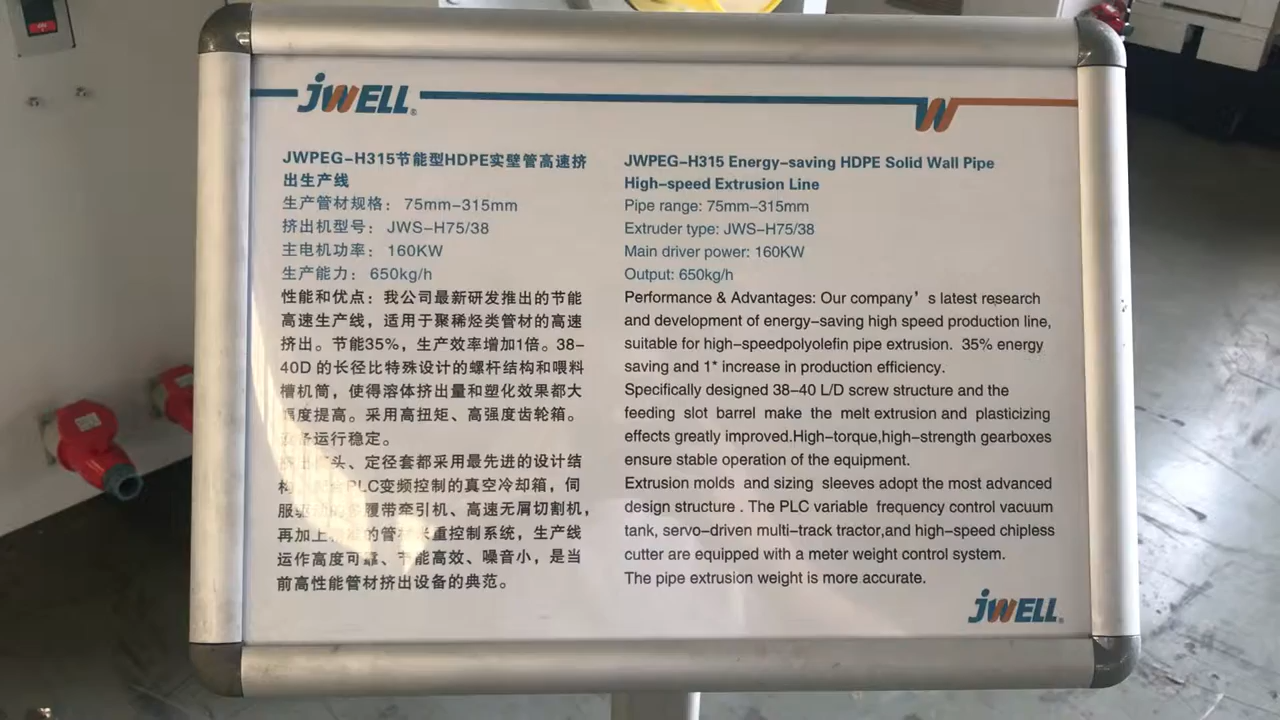 JWELL®
JWPEG-H315节能型HDPE实壁管高速挤
出生产线
生产管材规格： 75mm-315mm
挤出机型号： JWS-H75/38
主电机功率： 160KW
生产能力： 650kg/h
性能和优点：我公司最新研发推出的节能
高速生产线，适用于聚稀烃类管材的高速
挤出。节能35%，生产效率增加1倍。38-
40D 的长径比特殊设计的螺杆结构和喂料
槽机筒，使得溶体挤出量和塑化效果都大
幅度提高。采用高扭矩、高强度齿轮箱。
设备运行稳定。
挤出 头、定径套都采用最先进的设计结
构 PLC变频控制的真空冷却箱，伺
服驱动 履带牵引机、高速无屑切割机，
再加上 的管材米重控制系统，生产线
运作高度可靠、节能高效、噪音小，是当
前高性能管材挤出设备的典范。
JWPEG-H315 Energy-saving HDPE Solid Wall Pipe
High-speed Extrusion Line
Pipe range: 75mm-315mm
Extruder type: JWS-H75/38
Main driver power: 160KW
Output: 650kg/h
Performance & Advantages: Our company's latest research
and development of energy-saving high speed production line,
suitable for high-speedpolyolefin pipe extrusion. 35% energy
saving and 1* increase in production efficiency.
Specifically designed 38-40 L/D screw structure and the
feeding slot barrel make the melt extrusion and plasticizing
effects greatly improved.High-torque,high-strength gearboxes
ensure stable operation of the equipment.
Extrusion molds and sizing sleeves adopt the most advanced
design structure . The PLC variable frequency control vacuum
tank, servo-driven multi-track tractor,and high-speed chipless
cutter are equipped with a meter weight control system.
The pipe extrusion weight is more accurate.
JWELL®